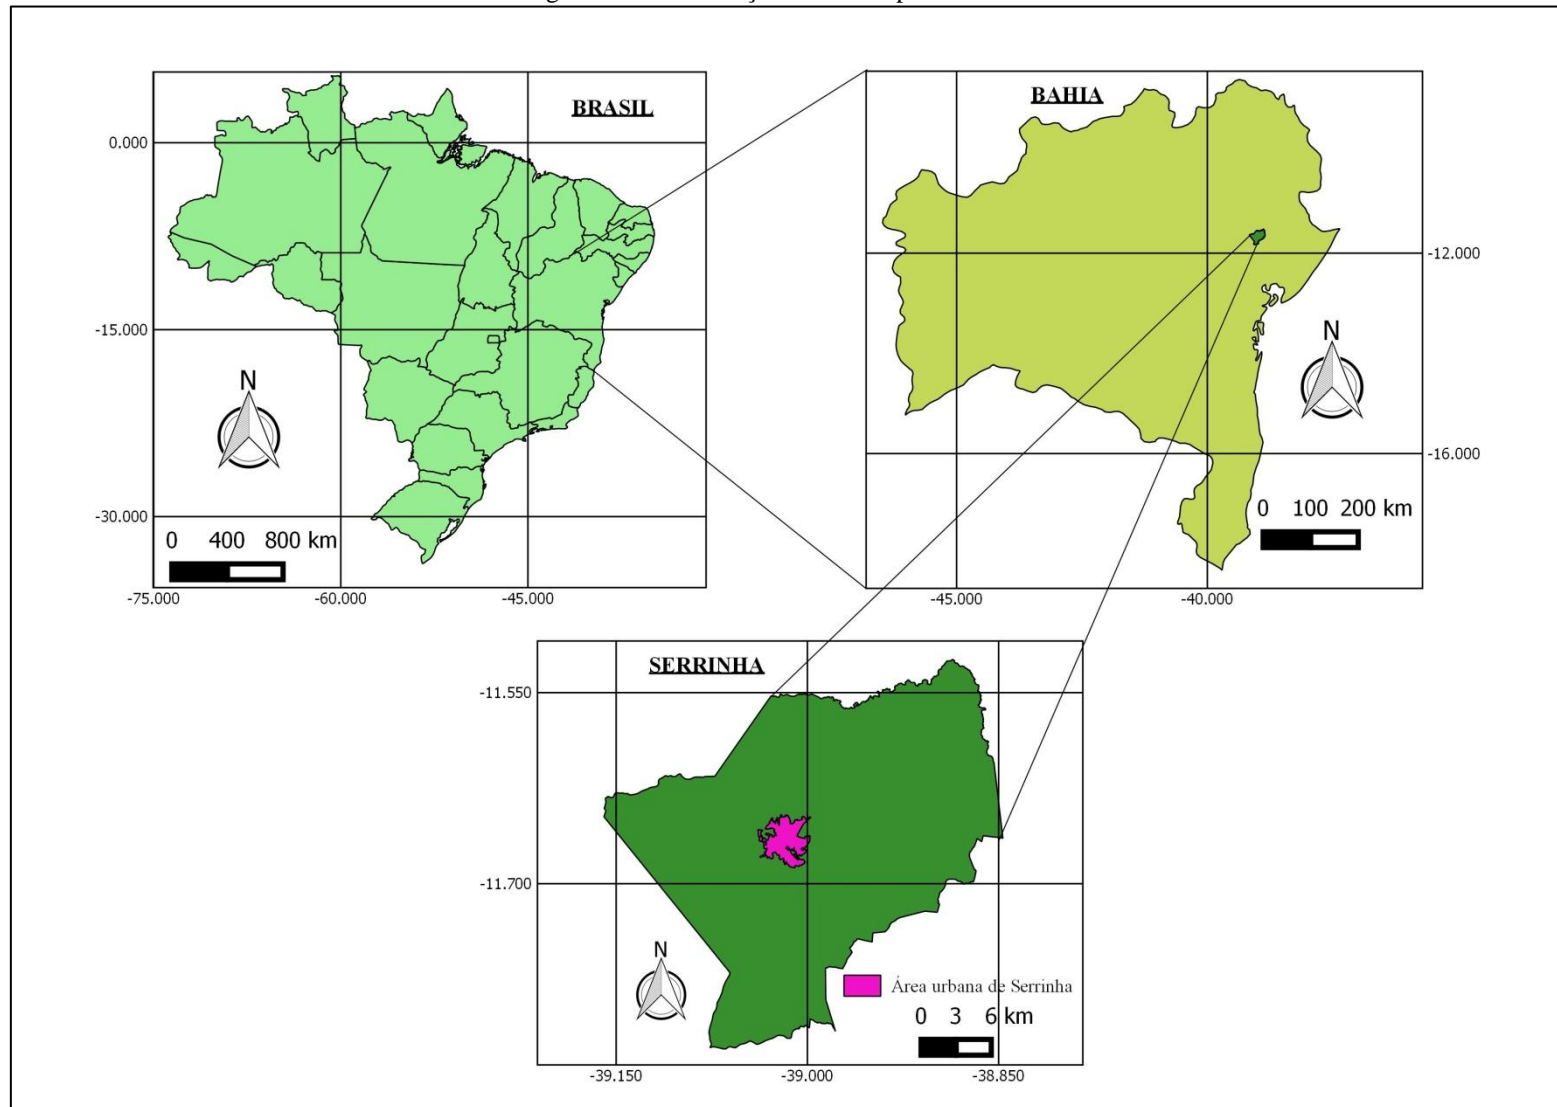 BRASIL
0.000
-15.000
-30.000
N
0 400 800 km
-75.000 -60.000 -45.000
BAHIA
-12.000
-16.000
N
0 100 200 km
-45.000 -40.000
SERRINHA
-11.550
-11.700
N
Área urbana de Serrinha
0 3 6 km
-39.150 -39.000 -38.850